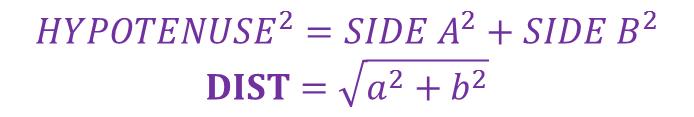 HYPOTENUSE² = SIDE A² + SIDE B²
DIST = √a² + b²